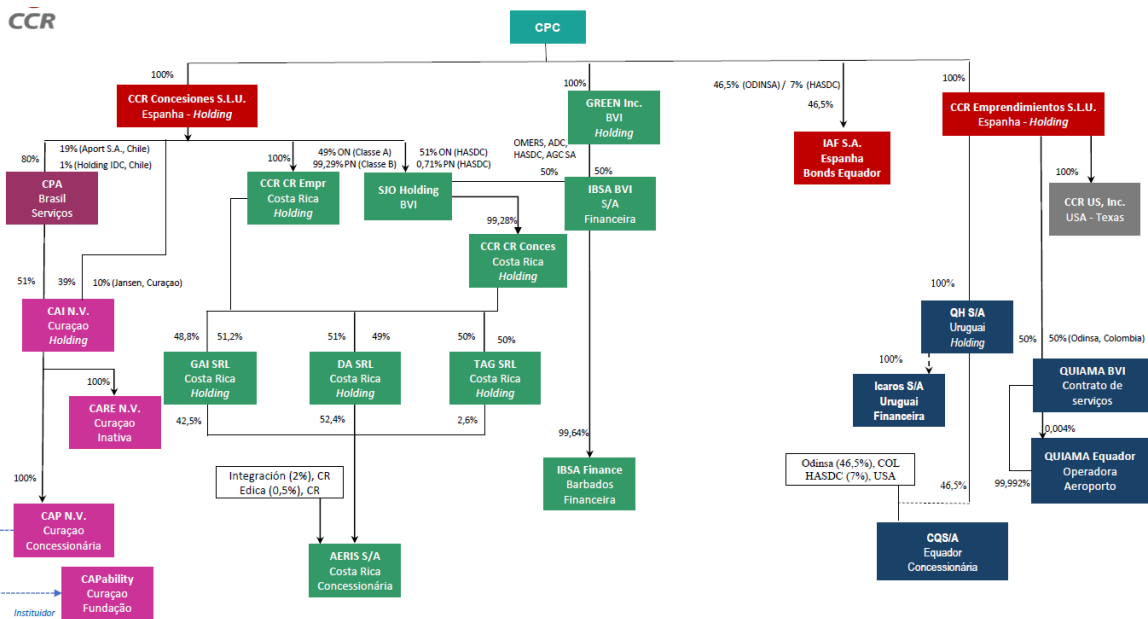 CCR
CPC
100%
100%
46,5% (ODINSA) / 7% (HASDC)
46,5%
100%
CCR Concesiones S.L.U.
Espanha - Holding
GREEN Inc.
BVI
Holding
CCR Emprendimientos S.L.U.
Espanha - Holding
IAF S.A.
Espanha
Bonds Equador
80%
19% (Aport S.A., Chile)
1% (Holding IDC, Chile)
100%
49% ON (Classe A)
99,29% PN (Classe B)
51% ON (HASDC)
0,71% PN (HASDC)
OMERS, ADC,
HASDC, AGC SA
50%
50%
100%
CPA
Brasil
Serviços
CCR CR Empr
Costa Rica
Holding
SJO Holding
BVI
IBSA BVI
S/A
Financeira
CCR US, Inc.
USA - Texas
99,28%
CCR CR Conces
Costa Rica
Holding
51%
39%
10% (Jansen, Curaçao)
100%
CAI N.V.
Curaçao
Holding
QH S/A
Uruguai
Holding
48,8%
51,2%
51%
49%
50%
50%
50%
50% (Odinsa, Colombia)
GAI SRL
Costa Rica
Holding
DA SRL
Costa Rica
Holding
TAG SRL
Costa Rica
Holding
100%
Icaros S/A
Uruguai
Financeira
QUIAMA BVI
Contrato de
serviços
100%
CARE N.V.
Curaçao
Inativa
42,5%
52,4%
2,6%
99,64%
0,004%
QUIAMA Equador
Operadora
Aeroporto
99,992%
100%
Integración (2%), CR
Edica (0,5%), CR
IBSA Finance
Barbados
Financeira
Odinsa (46,5%), COL
HASDC (7%), USA
46,5%
CAP N.V.
Curaçao
Concessionária
AERIS S/A
Costa Rica
Concessionária
CQS/A
Equador
Concessionária
CAPability
Curaçao
Fundação
Instituidor